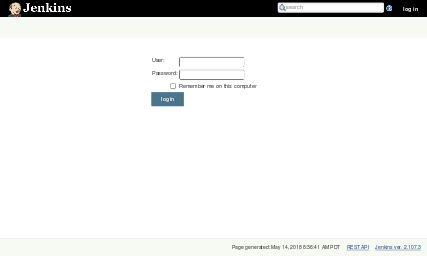 Jenkins
search
log in
User:
Password:
Remember me on this computer
log in
Page generated: May 14, 2018 8:36:41 AM PDT REST API Jenkins ver. 2.107.3